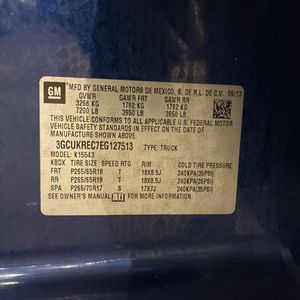 GM
MFD BY GENERAL MOTORS DE MEXICO, S. DE R.L. DE C.V. 06/13
GVWR GAWR FRT GAWR RR
3266 KG 1792 KG 1792 KG
7200 LB 3950 LB 3950 LB
THIS VEHICLE CONFORMS TO ALL
APPLICABLE U.S. FEDERAL MOTOR
VEHICLE SAFETY STANDARDS IN EFFECT ON THE
DATE OF MANUFACTURE SHOWN ABOVE.
3GCUKREC7EG127513 TYPE: TRUCK
MODEL: K15543
TIRE SIZE SPEED RTG RIM COLD TIRE PRESSURE
FRT P265/65R18 T 18X8.5J 240KPA(35PSI)
RR P265/65R18 T 18X8.5J 240KPA(35PSI)
SPA P265/70R17 S 17X7J 240KPA(35PSI)
SEE OWNER'S MANUAL FOR ADDITIONAL INFORMATION.